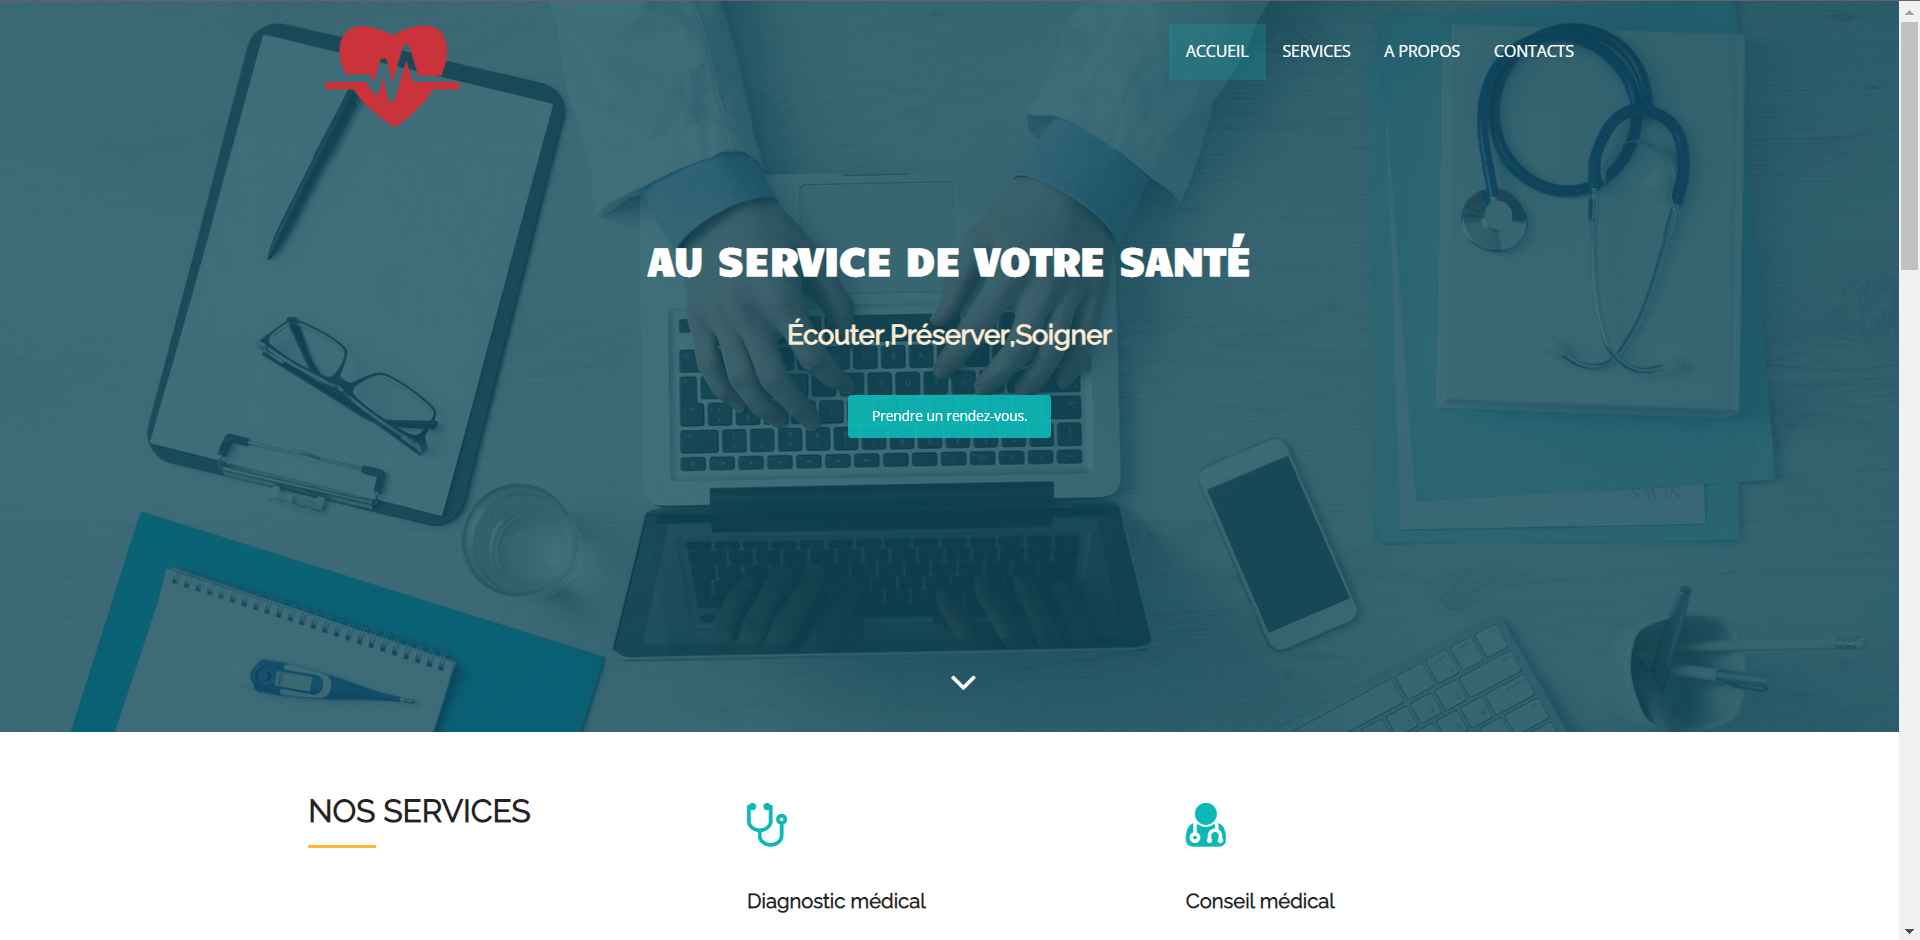 ACCUEIL SERVICES A PROPOS CONTACTS
AU SERVICE DE VOTRE SANTÉ
Écouter,Préserver,Soigner
Prendre un rendez-vous.
NEWS
NOS SERVICES
Diagnostic médical
Conseil médical